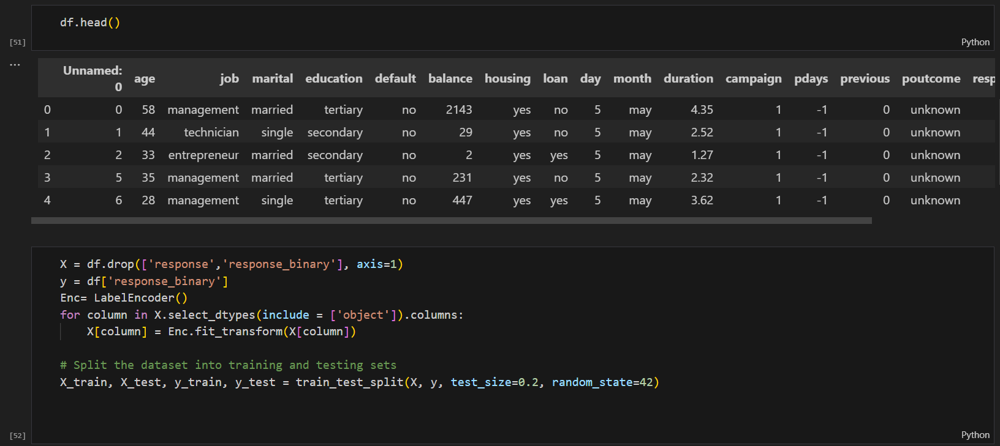 df.head()
[51]
Python
...
Unnamed: 0 age job marital education default balance housing loan day month duration campaign pdays previous poutcome resp
0 0 58 management married tertiary no 2143 yes no 5 may 4.35 1 -1 0 unknown
1 1 44 technician single secondary no 29 yes no 5 may 2.52 1 -1 0 unknown
2 2 33 entrepreneur married secondary no 2 yes yes 5 may 1.27 1 -1 0 unknown
3 5 35 management married tertiary no 231 yes no 5 may 2.32 1 -1 0 unknown
4 6 28 management single tertiary no 447 yes yes 5 may 3.62 1 -1 0 unknown
X = df.drop(['response','response_binary'], axis=1)
y = df['response_binary']
Enc= LabelEncoder()
for column in X.select_dtypes(include = ['object']).columns:
    X[column] = Enc.fit_transform(X[column])
# Split the dataset into training and testing sets
X_train, X_test, y_train, y_test = train_test_split(X, y, test_size=0.2, random_state=42)
[52]
Python